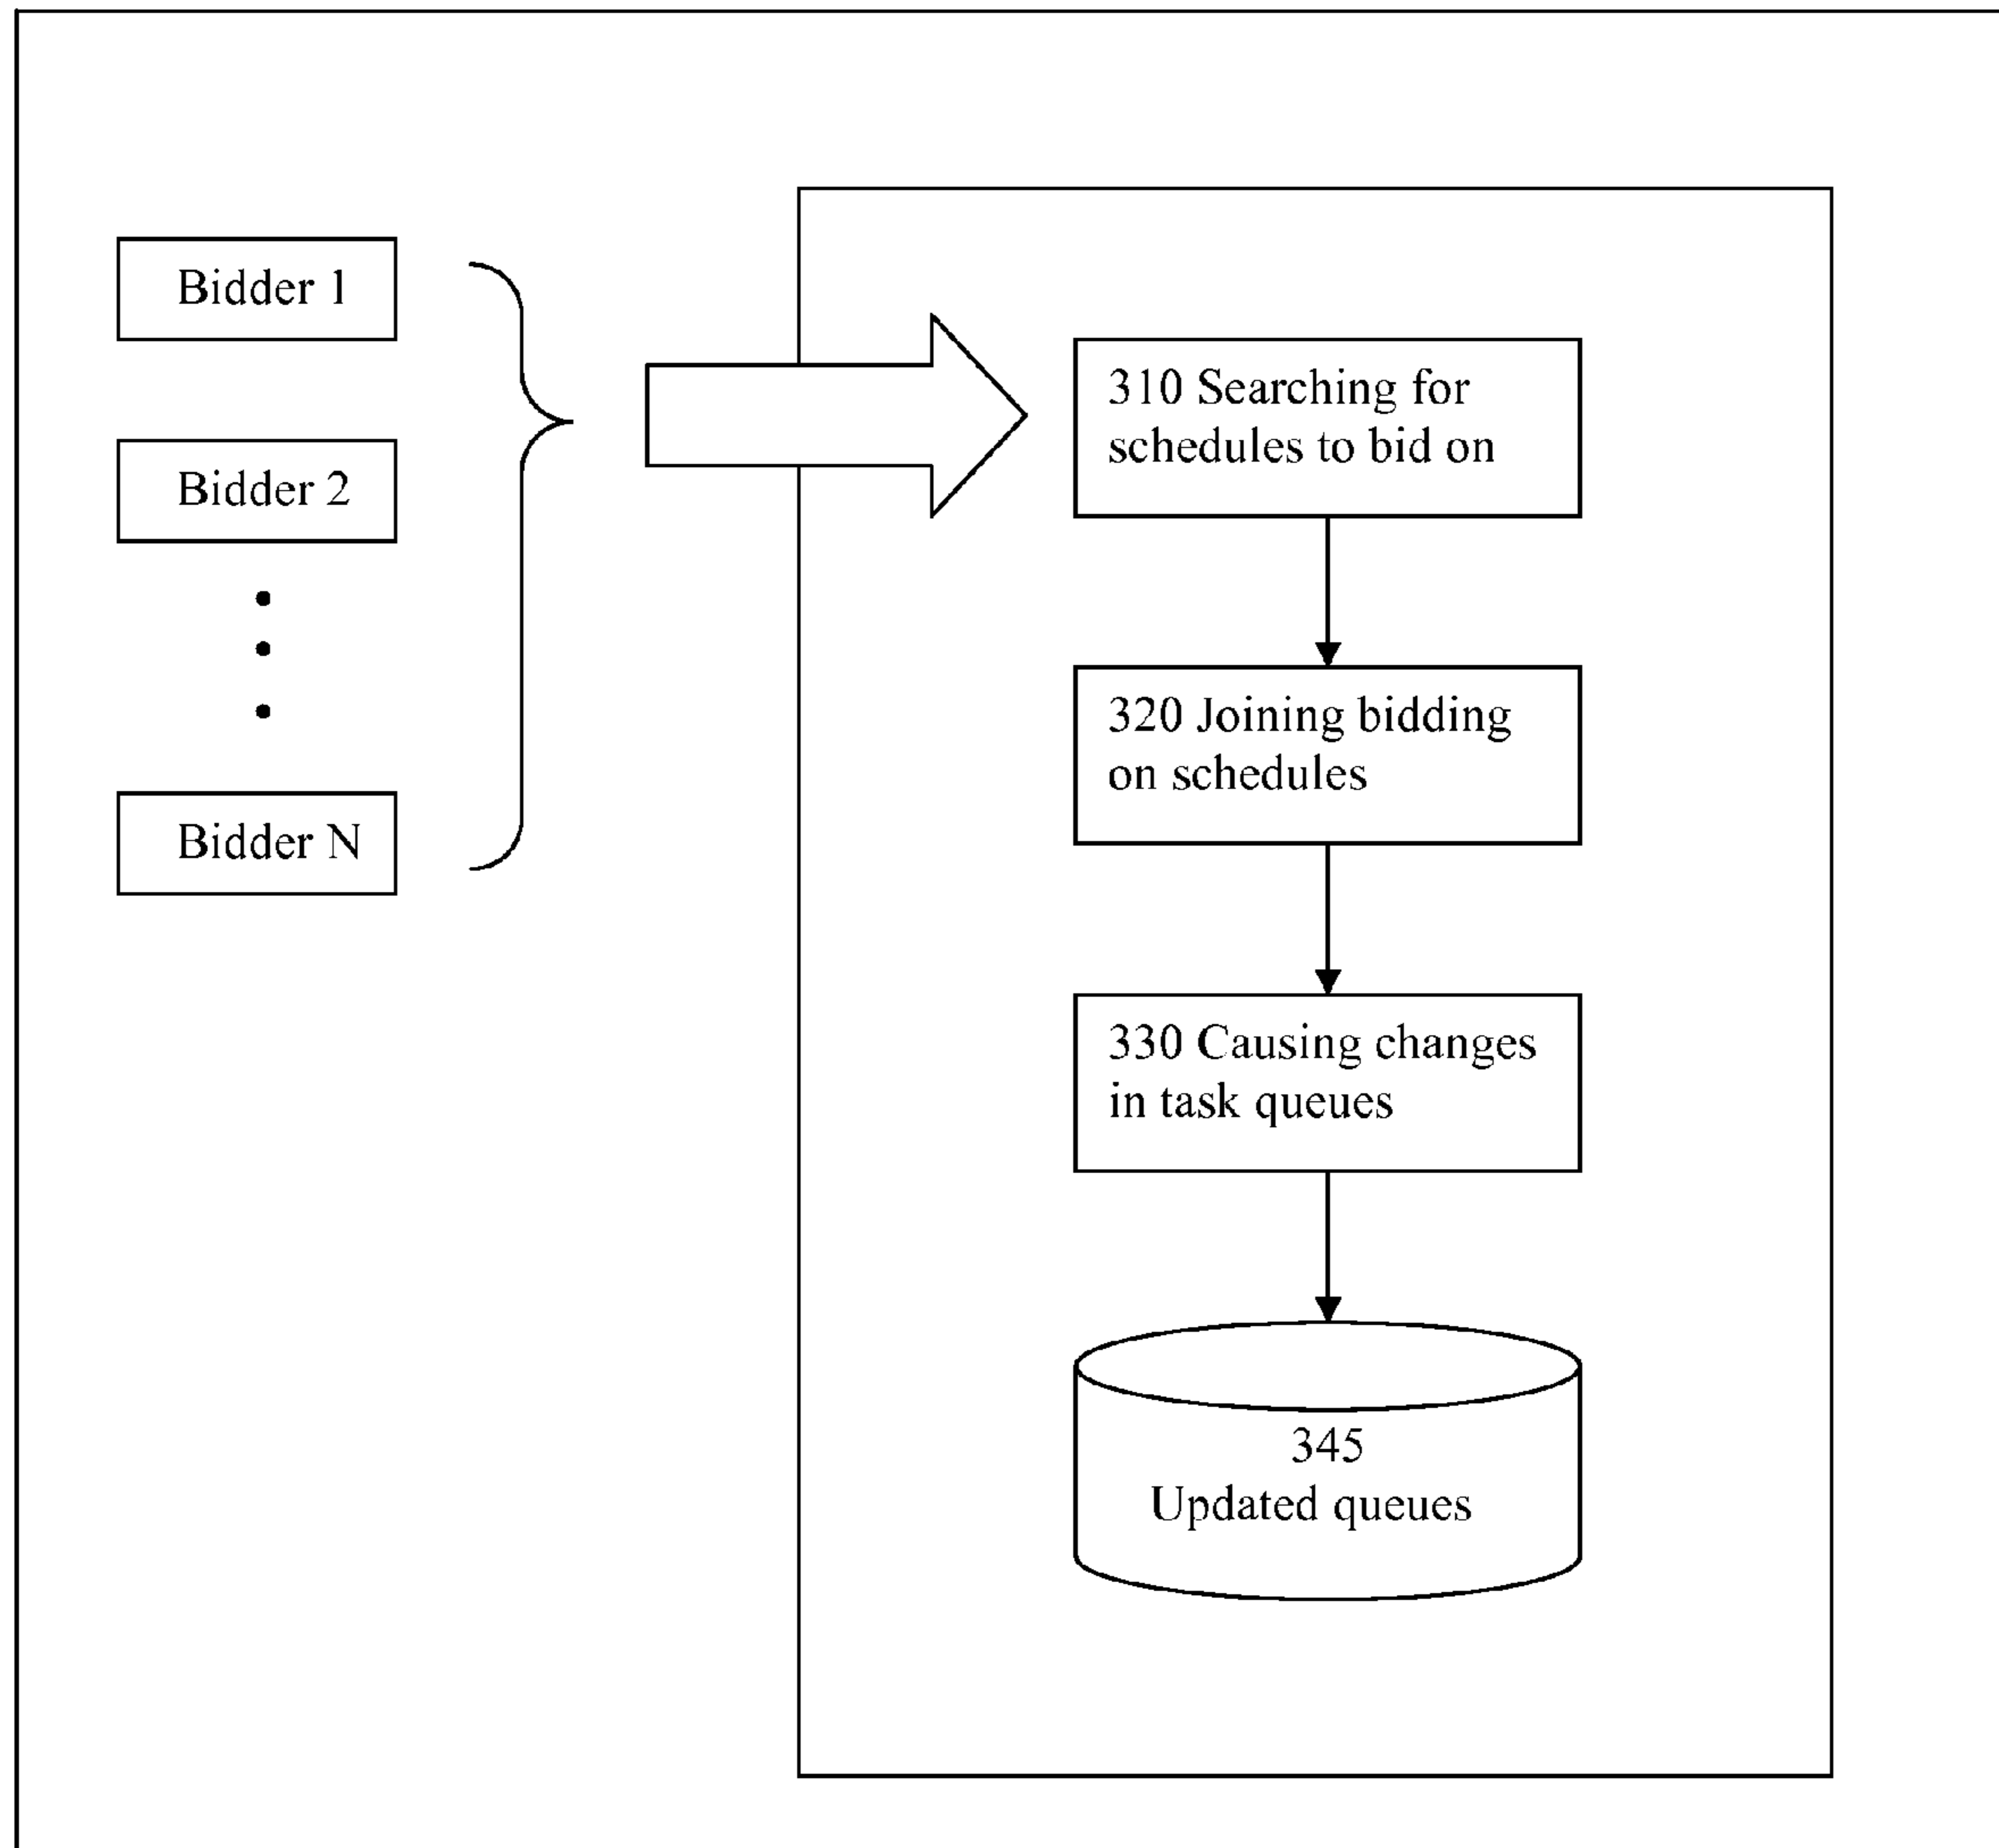 Bidder 1
Bidder 2
Bidder N
310 Searching for
schedules to bid on
320 Joining bidding
on schedules
330 Causing changes
in task queues
345
Updated queues